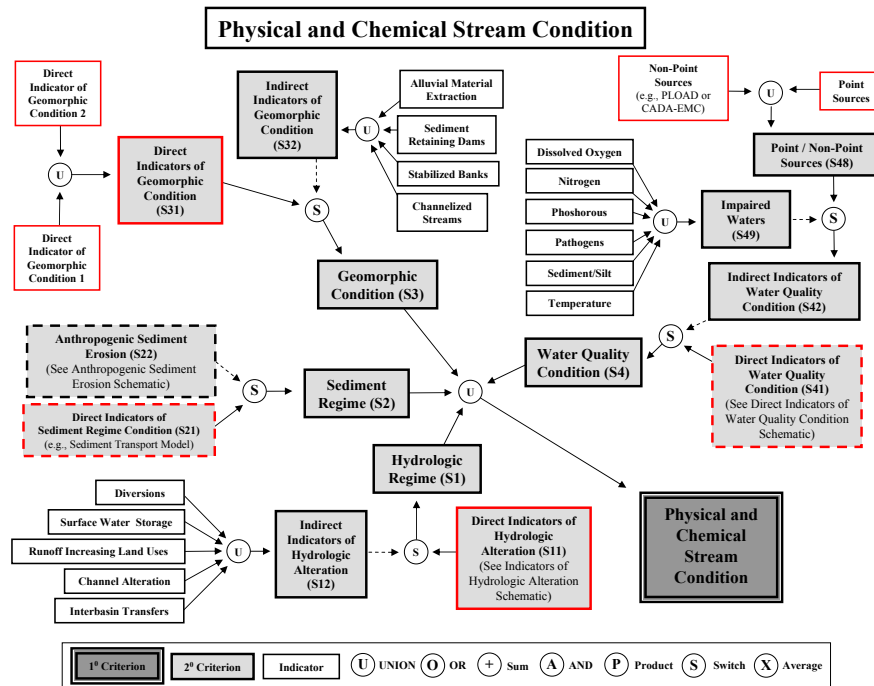 Physical and Chemical Stream Condition
Direct
Indicator of
Geomorphic
Condition 2
U
Direct
Indicator of
Geomorphic
Condition 1
Direct
Indicators of
Geomorphic
Condition
(S31)
Indirect
Indicators of
Geomorphic
Condition
(S32)
U
Alluvial Material
Extraction
Sediment
Retaining Dams
Stabilized Banks
Channelized
Streams
S
Geomorphic
Condition (S3)
Non-Point
Sources
(e.g., PLOAD or
CADA-EMC)
U
Point
Sources
Point / Non-Point
Sources (S48)
Dissolved Oxygen
Nitrogen
Phoshorous
Pathogens
Sediment/Silt
Temperature
U
Impaired
Waters
(S49)
S
Indirect Indicators of
Water Quality
Condition (S42)
S
Water Quality
Condition (S4)
Direct Indicators of
Water Quality
Condition (S41)
(See Direct Indicators of
Water Quality Condition
Schematic)
Anthropogenic Sediment
Erosion (S22)
(See Anthropogenic Sediment
Erosion Schematic)
Direct Indicators of
Sediment Regime Condition (S21)
(e.g., Sediment Transport Model)
S
Sediment
Regime (S2)
U
Hydrologic
Regime (S1)
Diversions
Surface Water Storage
Runoff Increasing Land Uses
Channel Alteration
Interbasin Transfers
U
Indirect
Indicators of
Hydrologic
Alteration
(S12)
S
Direct Indicators of
Hydrologic
Alteration (S11)
(See Indicators of
Hydrologic Alteration
Schematic)
Physical and
Chemical
Stream
Condition
1⁰ Criterion
2⁰ Criterion
Indicator
U UNION
O OR
+ Sum
A AND
P Product
S Switch
X Average